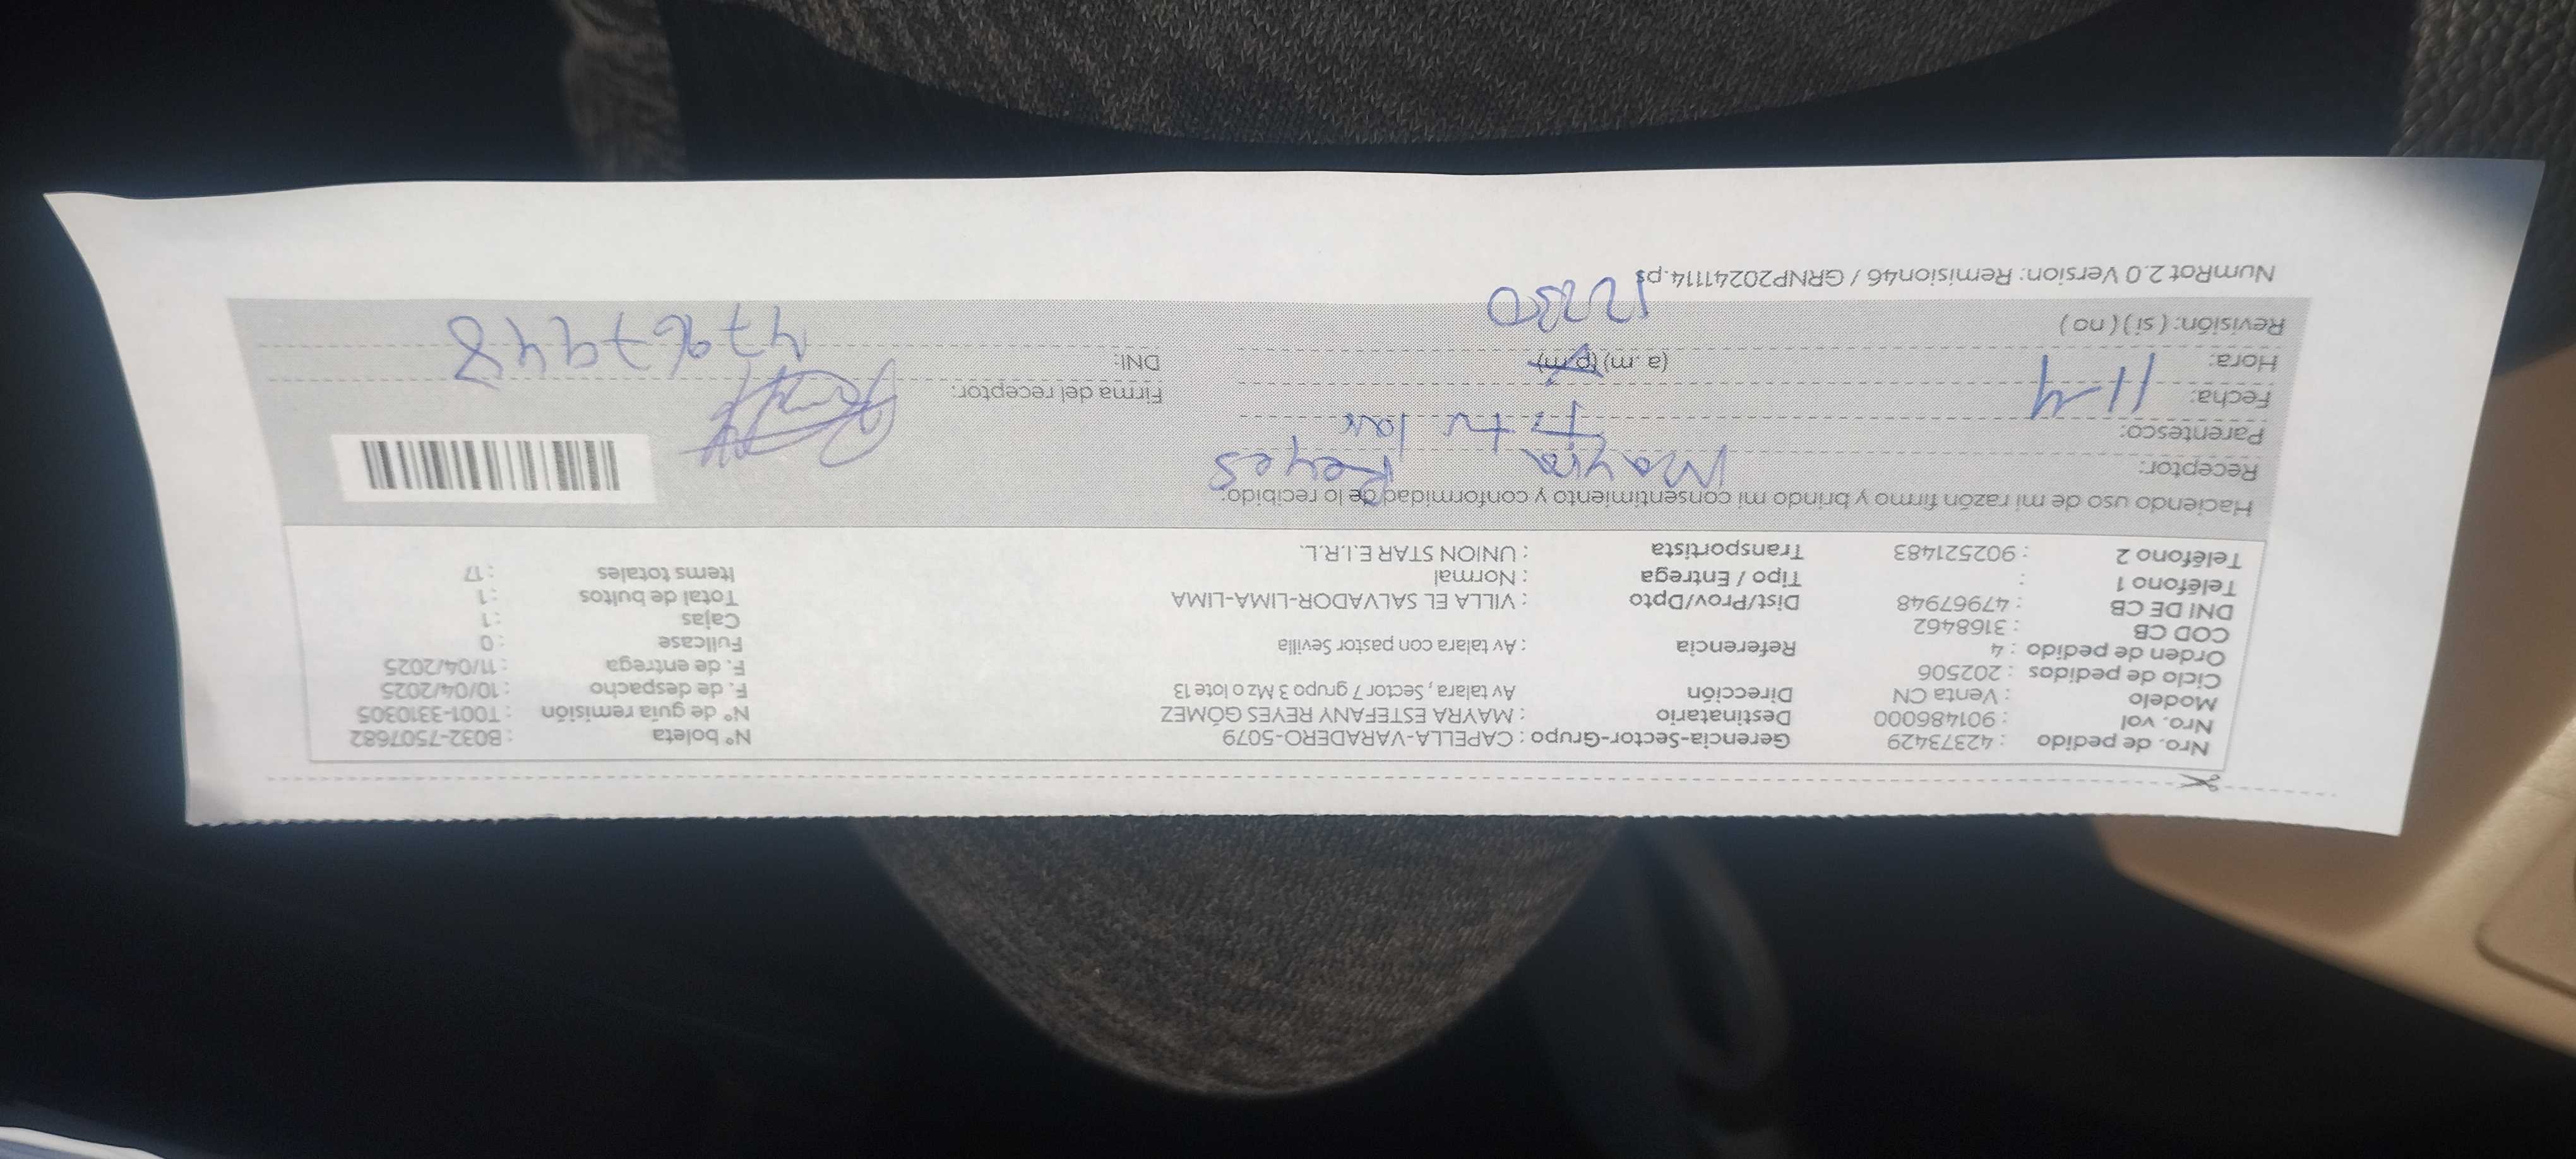 Nro. de pedido : 42373429 Gerencia-Sector-Grupo : CAPELLA-VARADERO-5079 N° boleta : B032-7507682
Nro. vol : 901486000 Destinatario : MAYRA ESTEFANY REYES GÓMEZ N° de guía remisión : T001-3310305
Modelo : Venta CN Dirección Av talara , Sector 7 grupo 3 Mz o lote 13 F. de despacho : 10/04/2025
Ciclo de pedidos : 202506 F. de entrega : 11/04/2025
Orden de pedido : 4 Referencia : Av talara con pastor Sevilla Fullcase : 0
COD CB : 3168462 Cajas : 1
DNI DE CB : 47967948 Dist/Prov/Dpto : VILLA EL SALVADOR-LIMA-LIMA Total de bultos : 1
Teléfono 1 : Tipo / Entrega : Normal Items totales : 17
Teléfono 2 : 902521483 Transportista : UNION STAR E.I.R.L.
Haciendo uso de mi razón firmo y brindo mi consentimiento y conformidad de lo recibido:
Receptor: Mayra Reyes
Parentesco: Titular
Fecha: 11-4 Firma del receptor:
Hora: (a .m) (p.m) DNI: 47967948
Revisión: ( si ) ( no ) 1230
NumRot 2.0 Version: Remision46 / GRNP20241114.ps